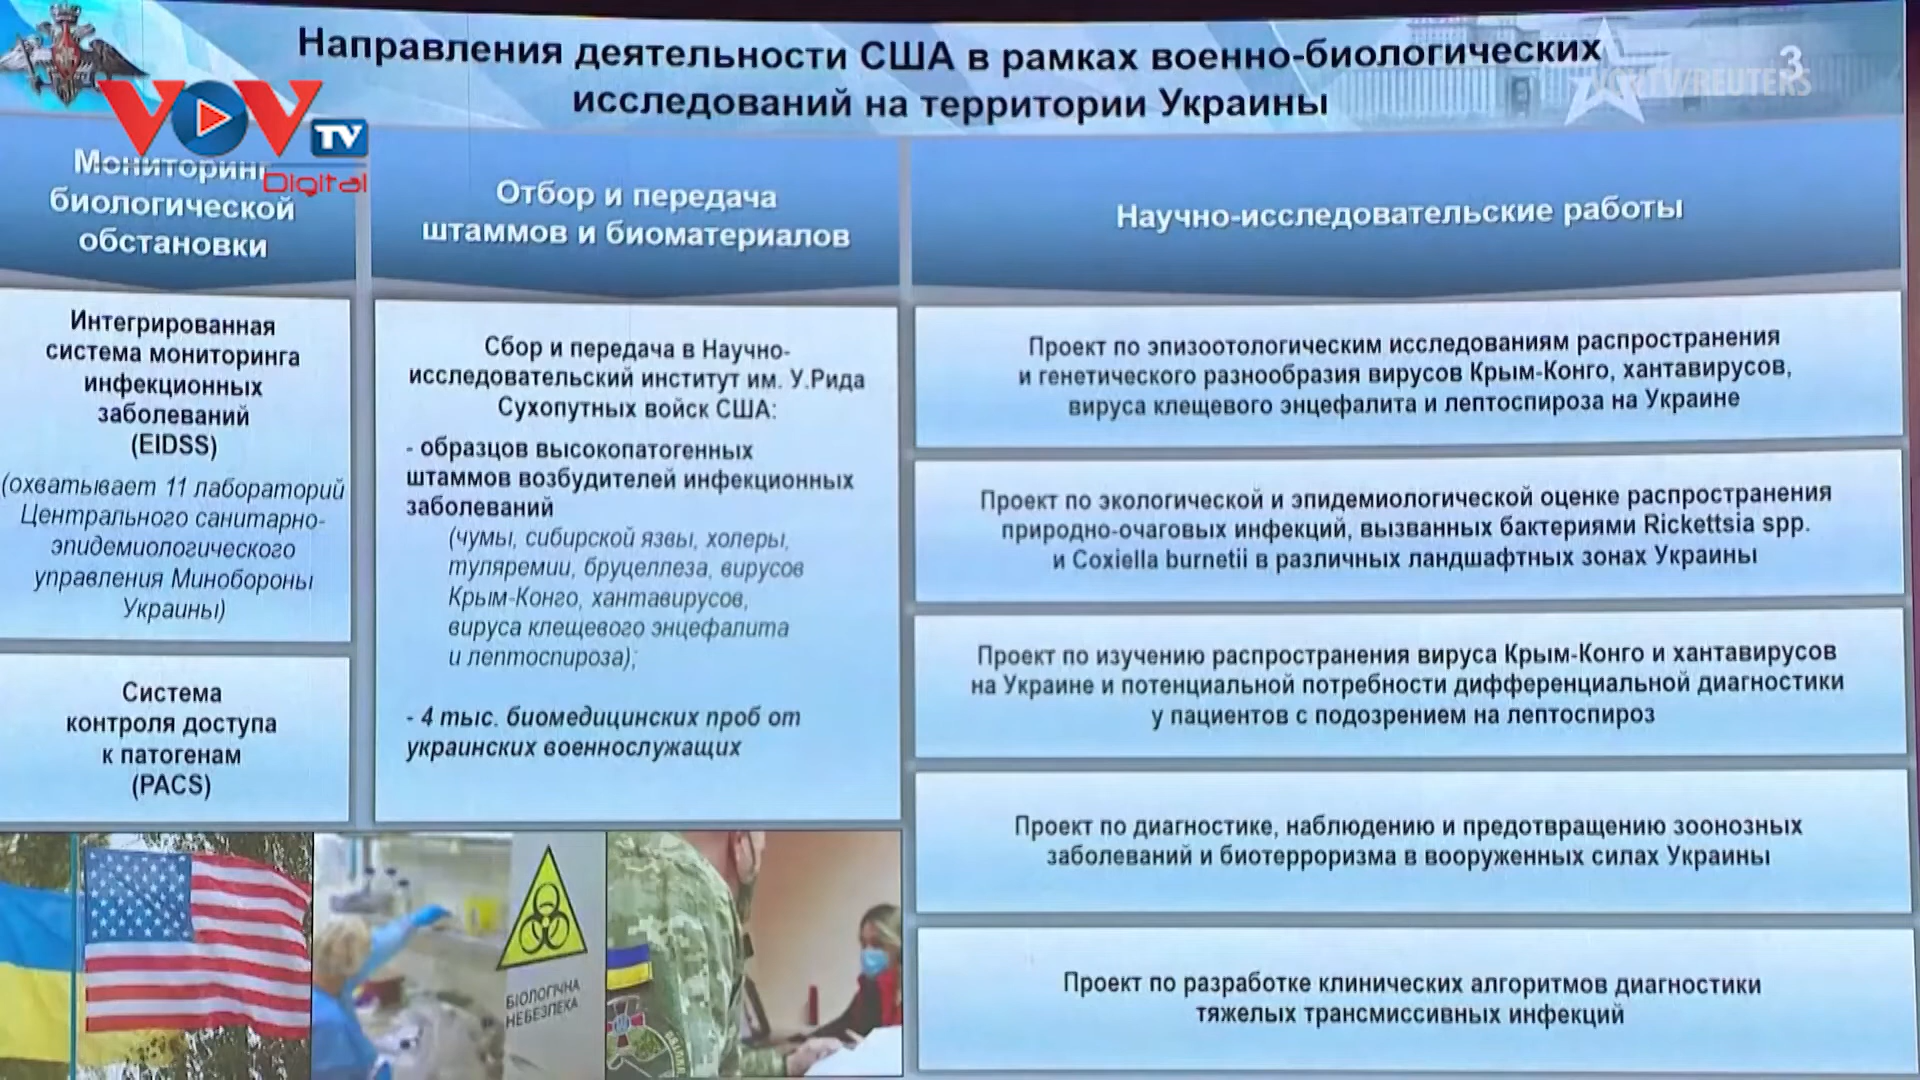 Направления деятельности США в рамках военно-биологических
исследований на территории Украины
3
VOV TV
Digital
Мониторинг
биологической
обстановки
Интегрированная
система мониторинга
инфекционных
заболеваний
(EIDSS)
(охватывает 11 лабораторий
Центрального санитарно-
эпидемиологического
управления Минобороны
Украины)
Система
контроля доступа
к патогенам
(PACS)
Отбор и передача
штаммов и биоматериалов
Сбор и передача в Научно-
исследовательский институт им. У.Рида
Сухопутных войск США:
- образцов высокопатогенных
штаммов возбудителей инфекционных
заболеваний
(чумы, сибирской язвы, холеры,
туляремии, бруцеллеза, вирусов
Крым-Конго, хантавирусов,
вируса клещевого энцефалита
и лептоспироза);
- 4 тыс. биомедицинских проб от
украинских военнослужащих
Научно-исследовательские работы
Проект по эпизоотологическим исследованиям распространения
и генетического разнообразия вирусов Крым-Конго, хантавирусов,
вируса клещевого энцефалита и лептоспироза на Украине
Проект по экологической и эпидемиологической оценке распространения
природно-очаговых инфекций, вызванных бактериями Rickettsia spp.
и Coxiella burnetii в различных ландшафтных зонах Украины
Проект по изучению распространения вируса Крым-Конго и хантавирусов
на Украине и потенциальной потребности дифференциальной диагностики
у пациентов с подозрением на лептоспироз
Проект по диагностике, наблюдению и предотвращению зоонозных
заболеваний и биотерроризма в вооруженных силах Украины
Проект по разработке клинических алгоритмов диагностики
тяжелых трансмиссивных инфекций
БІОЛОГІЧНА
НЕБЕЗПЕКА